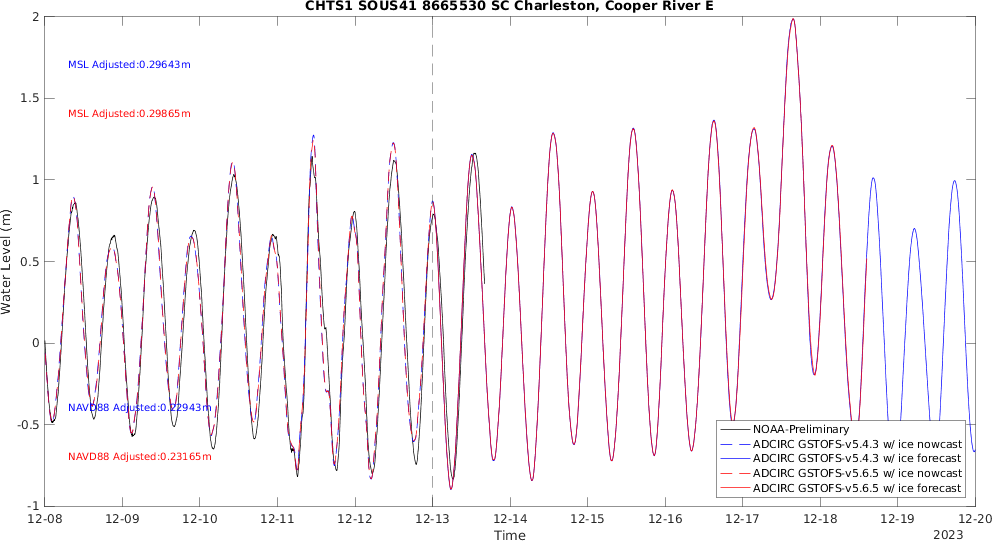 CHTS1 SOUS41 8665530 SC Charleston, Cooper River E
2
1.5
1
0.5
0
-0.5
-1
Water Level (m)
MSL Adjusted:0.29643m
MSL Adjusted:0.29865m
NAVD88 Adjusted:0.22943m
NAVD88 Adjusted:0.23165m
NOAA-Preliminary
ADCIRC GSTOFS-v5.4.3 w/ ice nowcast
ADCIRC GSTOFS-v5.4.3 w/ ice forecast
ADCIRC GSTOFS-v5.6.5 w/ ice nowcast
ADCIRC GSTOFS-v5.6.5 w/ ice forecast
12-08 12-09 12-10 12-11 12-12 12-13 12-14 12-15 12-16 12-17 12-18 12-19 12-20
Time
2023